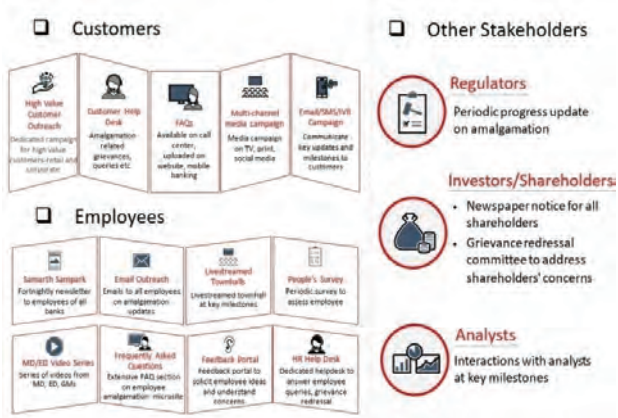 Customers
High Value
Customer
Outreach
Dedicated campaign
for high value
customers-retail and
Customer Help
Desk
Amalgamation-
related
grievances,
queries etc
FAQs
Available on call
center,
uploaded on
website, mobile
banking
Multi-channel
media campaign
Media campaign
on TV, print,
social media
Email/SMS/IVR
Campaign
Communicate
key updates and
milestones to
customers
Employees
Samarth Sampark
Fortnightly newsletter
to employees of all
banks
Email Outreach
Emails to all employees
on amalgamation
updates
Livestreamed
Townhalls
Livestreamed townhall
at key milestones
People's Survey
Periodic survey to
assess employee
MD/ED Video Series
Series of videos from
MD, ED, GMs
Frequently Asked
Questions
Extensive FAQ section
on employee
amalgamation microsite
Feedback Portal
Feedback portal to
solicit employee ideas
and understand
concerns
HR Help Desk
Dedicated helpdesk to
answer employee
queries, grievance
redressal
Other Stakeholders
Regulators
Periodic progress update
on amalgamation
Investors/Shareholders
• Newspaper notice for all
shareholders
• Grievance redressal
committee to address
shareholders' concerns
Analysts
Interactions with analysts
at key milestones